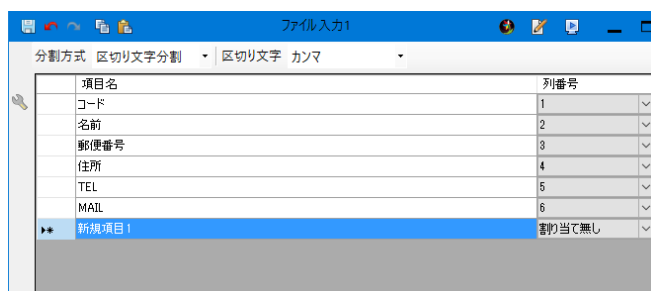 ファイル入力1
分割方式 区切り文字分割 区切り文字 カンマ
項目名 列番号
コード 1
名前 2
郵便番号 3
住所 4
TEL 5
MAIL 6
新規項目1 割り当て無し